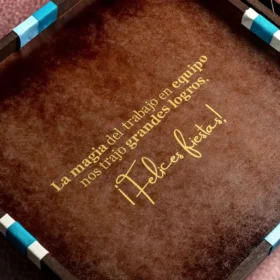 La magia del trabajo en equipo
nos trajo grandes logros.
¡Felices fiestas!